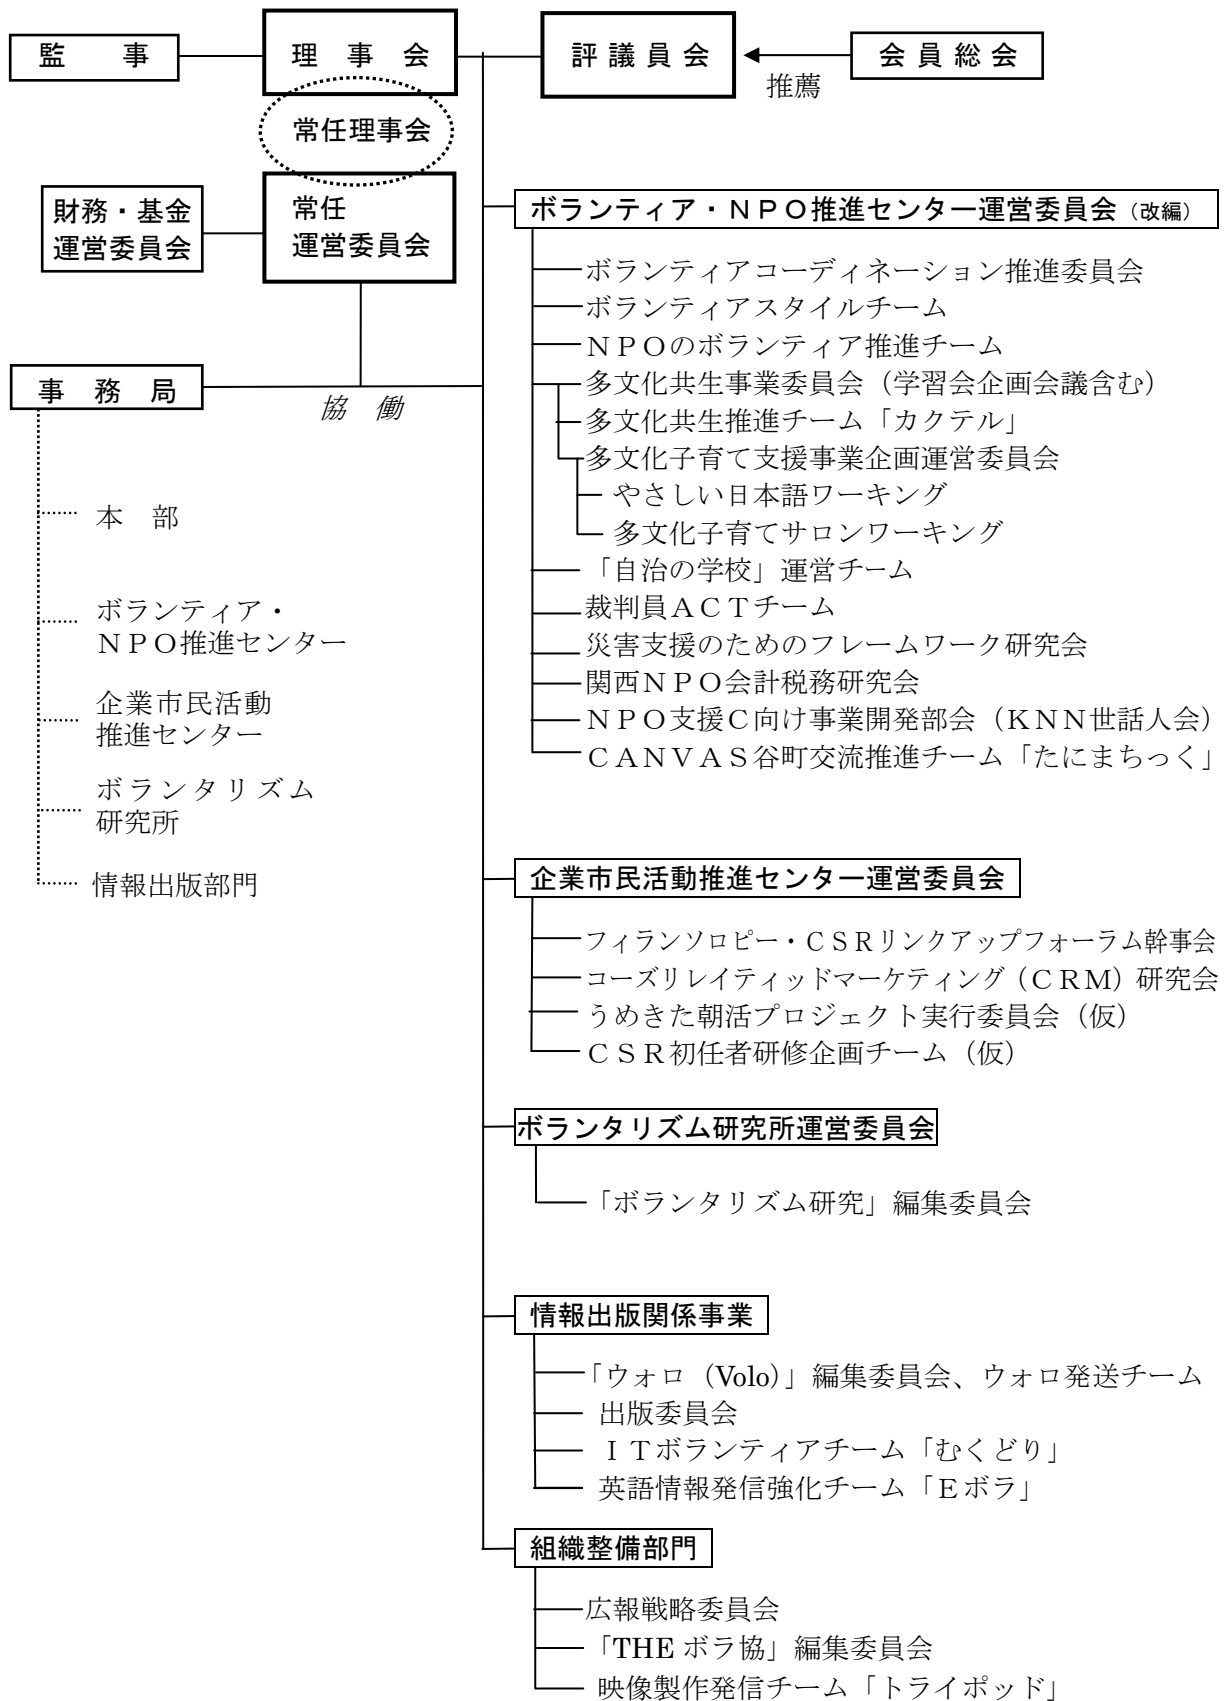 監　事
理　事　会
評 議 員 会
会 員 総 会
推薦
常任理事会
財務・基金
運営委員会
常任
運営委員会
事　務　局
協　働
本　部
ボランティア・
ＮＰＯ推進センター
企業市民活動
推進センター
ボランタリズム
研究所
情報出版部門
ボランティア・ＮＰＯ推進センター運営委員会（改編）
ボランティアコーディネーション推進委員会
ボランティアスタイルチーム
ＮＰＯのボランティア推進チーム
多文化共生事業委員会（学習会企画会議含む）
多文化共生推進チーム「カクテル」
多文化子育て支援事業企画運営委員会
やさしい日本語ワーキング
多文化子育てサロンワーキング
「自治の学校」運営チーム
裁判員ＡＣＴチーム
災害支援のためのフレームワーク研究会
関西ＮＰＯ会計税務研究会
ＮＰＯ支援Ｃ向け事業開発部会（ＫＮＮ世話人会）
ＣＡＮＶＡＳ谷町交流推進チーム「たにまちっく」
企業市民活動推進センター運営委員会
フィランソロピー・ＣＳＲリンクアップフォーラム幹事会
コーズリレイティッドマーケティング（ＣＲＭ）研究会
うめきた朝活プロジェクト実行委員会（仮）
ＣＳＲ初任者研修企画チーム（仮）
ボランタリズム研究所運営委員会
「ボランタリズム研究」編集委員会
情報出版関係事業
「ウォロ（Volo）」編集委員会、ウォロ発送チーム
出版委員会
ＩＴボランティアチーム「むくどり」
英語情報発信強化チーム「Ｅボラ」
組織整備部門
広報戦略委員会
「THE ボラ協」編集委員会
映像製作発信チーム「トライポッド」